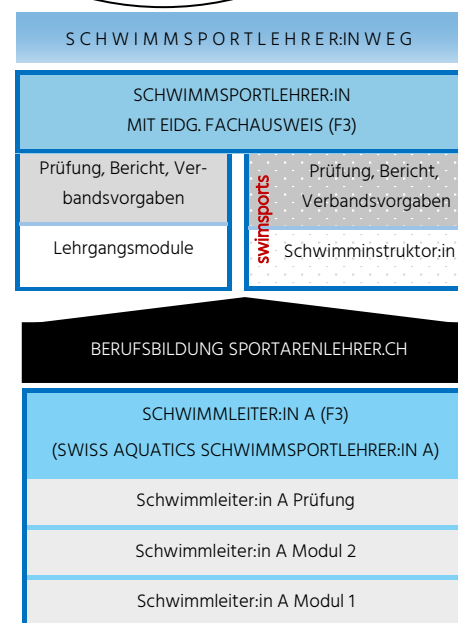 SCHWIMMSPORTLEHRER:INWEG
SCHWIMMSPORTLEHRER:IN
MIT EIDG. FACHAUSWEIS (F3)
Prüfung, Bericht, Ver-
bandsvorgaben
Lehrgangsmodule
swimsports
Prüfung, Bericht,
Verbandsvorgaben
Schwimminstruktor:in
BERUFSBILDUNG SPORTARENLEHRER.CH
SCHWIMMLEITER:IN A (F3)
(SWISS AQUATICS SCHWIMMSPORTLEHRER:IN A)
Schwimmleiter:in A Prüfung
Schwimmleiter:in A Modul 2
Schwimmleiter:in A Modul 1